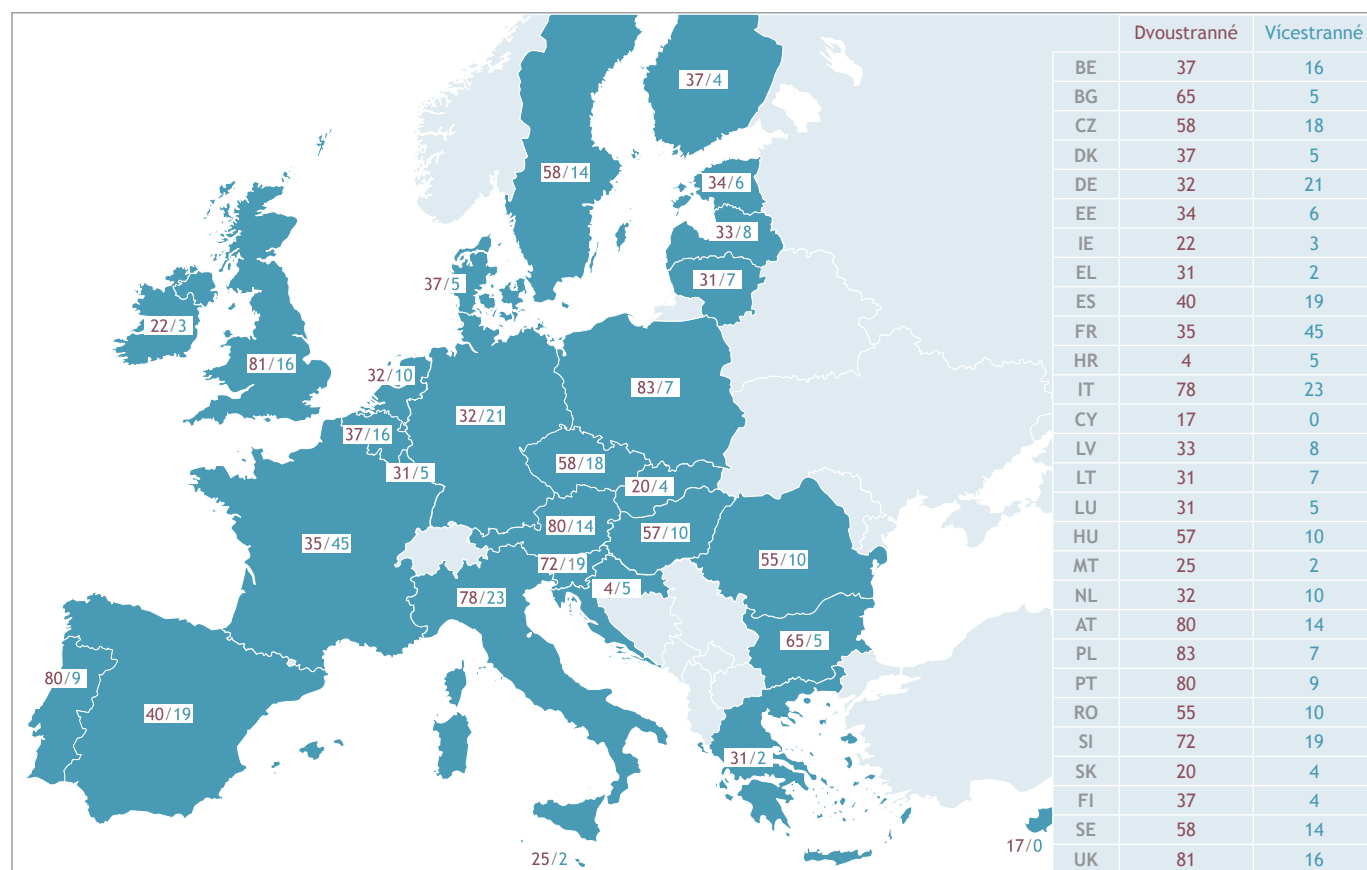 Dvoustranné Vícestranné
BE 37 16
BG 65 5
CZ 58 18
DK 37 5
DE 32 21
EE 34 6
IE 22 3
EL 31 2
ES 40 19
FR 35 45
HR 4 5
IT 78 23
CY 17 0
LV 33 8
LT 31 7
LU 31 5
HU 57 10
MT 25 2
NL 32 10
AT 80 14
PL 83 7
PT 80 9
RO 55 10
SI 72 19
SK 20 4
FI 37 4
SE 58 14
UK 81 16
37/4
58/14
34/6
33/8
31/7
37/5
22/3
81/16
32/10
83/7
32/21
37/16
31/5
58/18
20/4
80/14
57/10
35/45
72/19
55/10
4/5
78/23
65/5
80/9
40/19
31/2
17/0
25/2